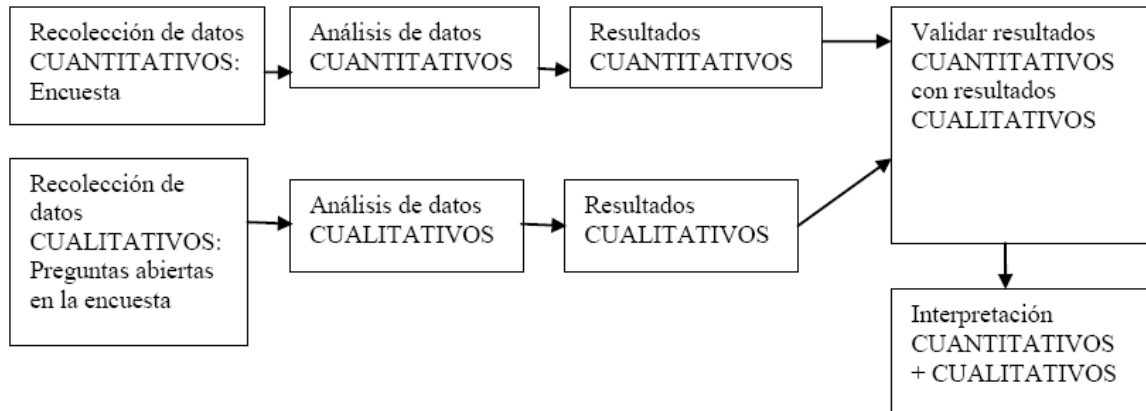 Recolección de datos
CUANTITATIVOS:
Encuesta
Análisis de datos
CUANTITATIVOS
Resultados
CUANTITATIVOS
Validar resultados
CUANTITATIVOS
con resultados
CUALITATIVOS
Recolección de
datos
CUALITATIVOS:
Preguntas abiertas
en la encuesta
Análisis de datos
CUALITATIVOS
Resultados
CUALITATIVOS
Interpretación
CUANTITATIVOS
+ CUALITATIVOS